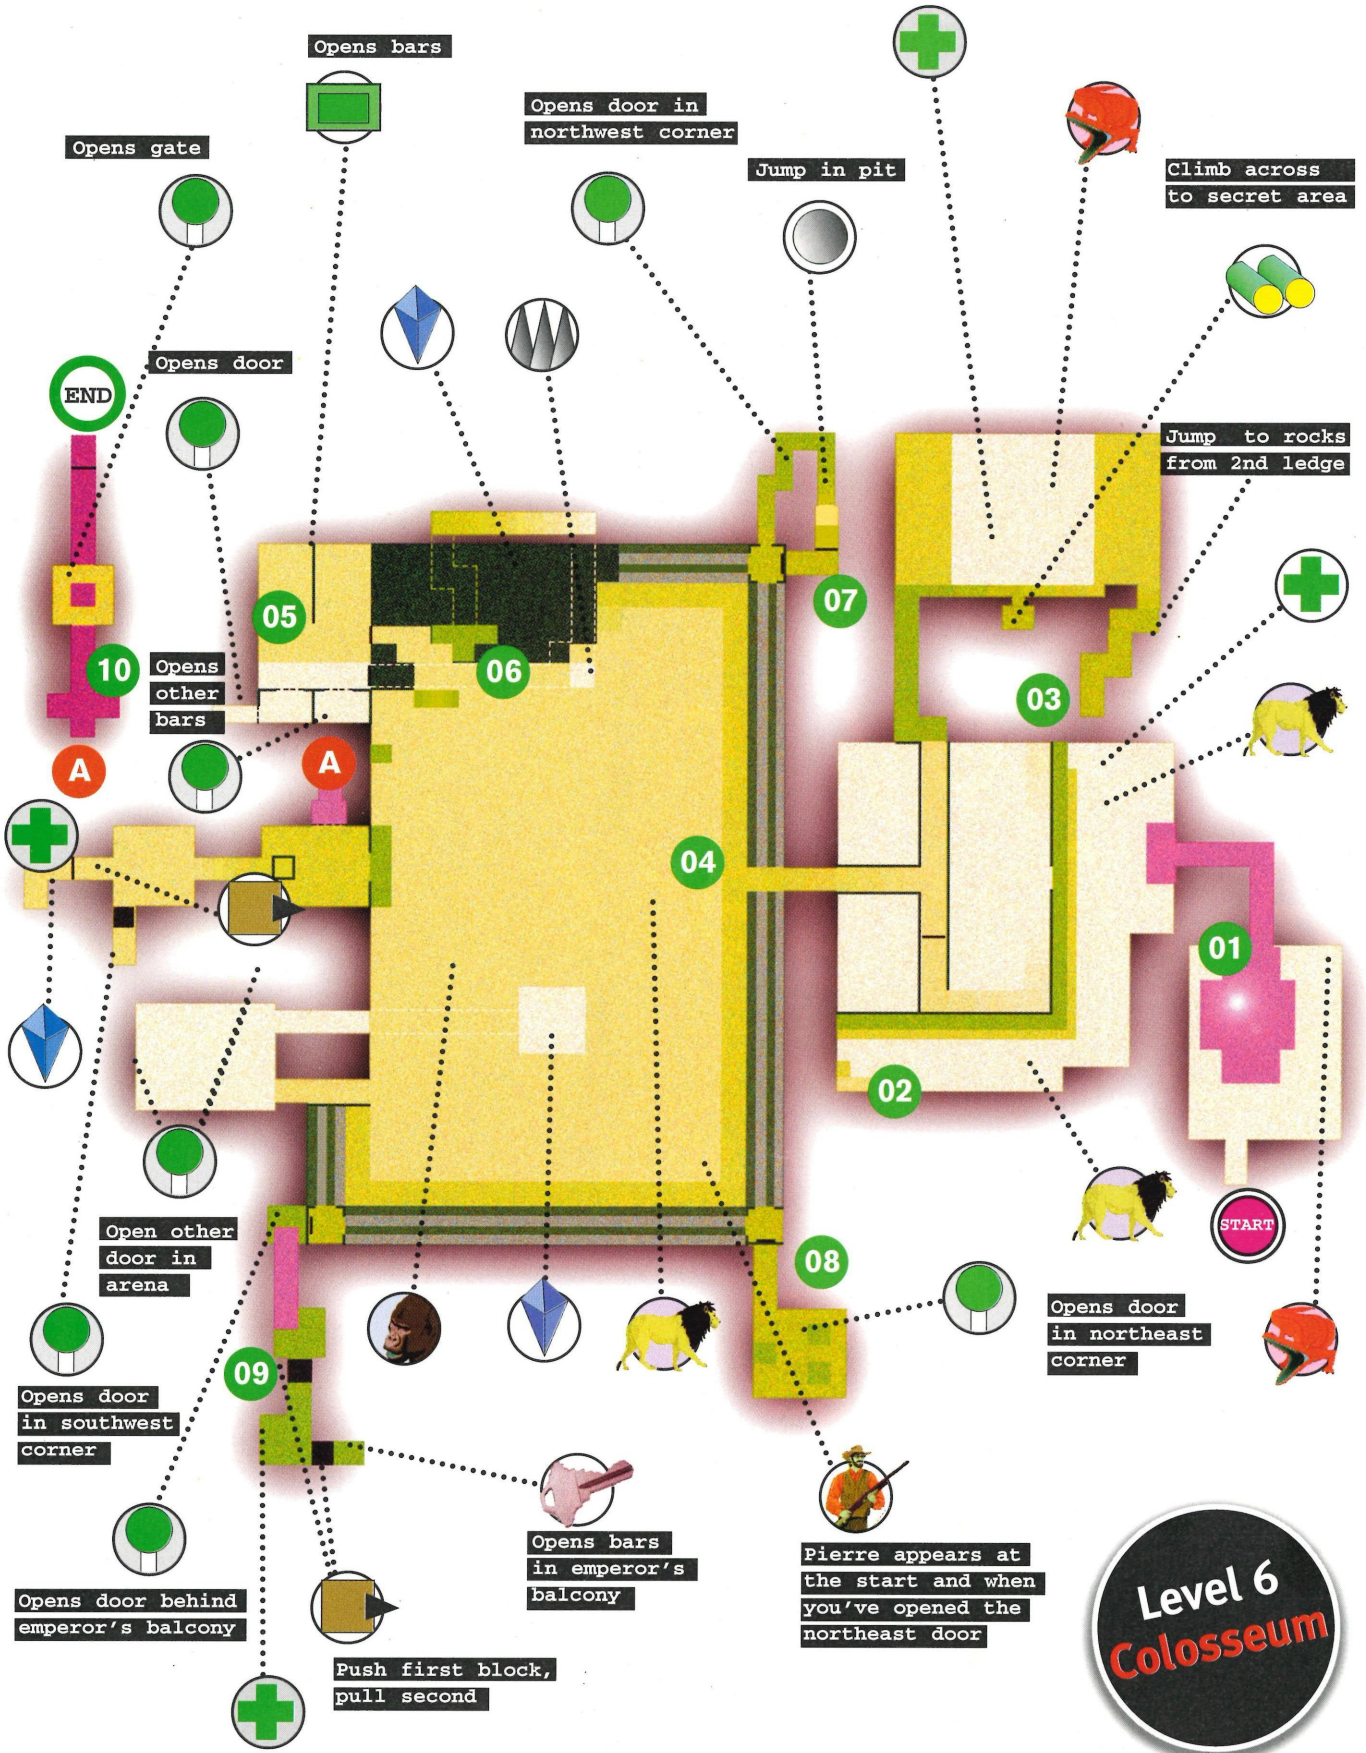 Opens bars
Opens door in
northwest corner
Opens gate
Jump in pit
Climb across
to secret area
Opens door
END
Jump to rocks
from 2nd ledge
05
07
10
Opens
other
bars
06
03
A
A
04
01
02
START
Open other
door in
arena
08
Opens door
in northeast
corner
09
Opens door
in southwest
corner
Opens bars
in emperor's
balcony
Pierre appears at
the start and when
you've opened the
northeast door
Opens door behind
emperor's balcony
Push first block,
pull second
Level 6
Colosseum